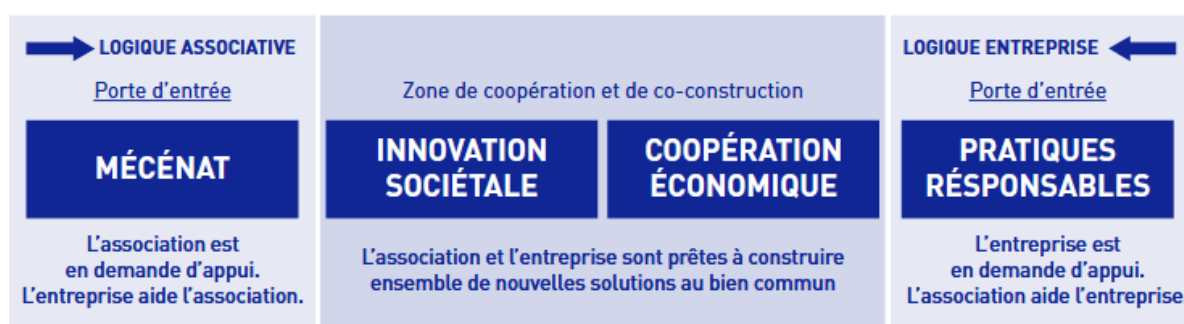 LOGIQUE ASSOCIATIVE
Porte d'entrée
MÉCÉNAT
L'association est
en demande d'appui.
L'entreprise aide l'association.
Zone de coopération et de co-construction
INNOVATION
SOCIÉTALE
COOPÉRATION
ÉCONOMIQUE
L'association et l'entreprise sont prêtes à construire
ensemble de nouvelles solutions au bien commun
LOGIQUE ENTREPRISE
Porte d'entrée
PRATIQUES
RÉSPONSABLES
L'entreprise est
en demande d'appui.
L'association aide l'entreprise